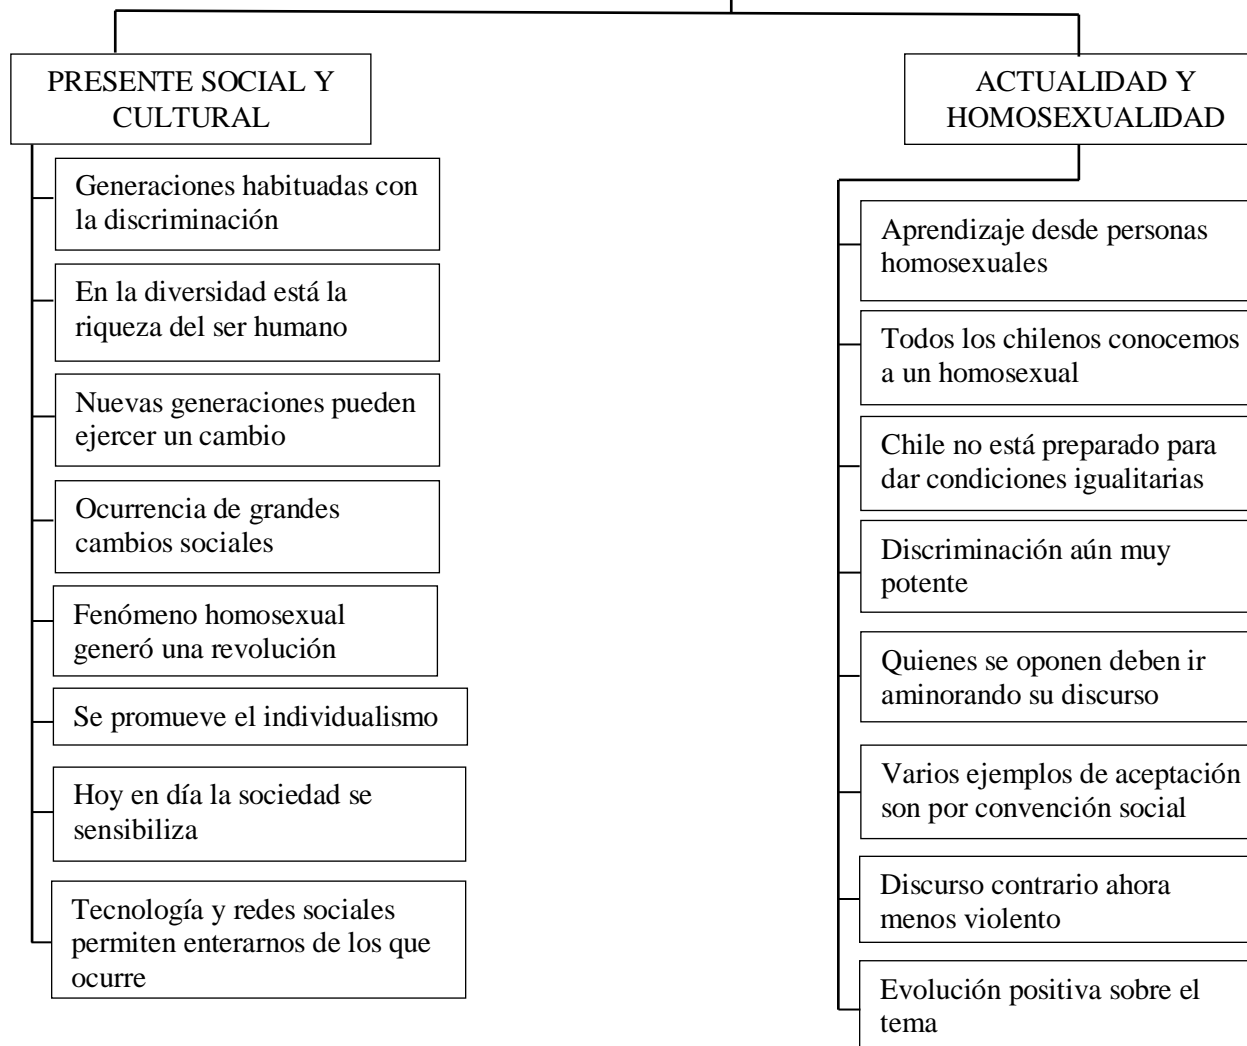 PRESENTE SOCIAL Y
CULTURAL
Generaciones habituadas con
la discriminación
En la diversidad está la
riqueza del ser humano
Nuevas generaciones pueden
ejercer un cambio
Ocurrencia de grandes
cambios sociales
Fenómeno homosexual
generó una revolución
Se promueve el individualismo
Hoy en día la sociedad se
sensibiliza
Tecnología y redes sociales
permiten enterarnos de los que
ocurre
ACTUALIDAD Y
HOMOSEXUALIDAD
Aprendizaje desde personas
homosexuales
Todos los chilenos conocemos
a un homosexual
Chile no está preparado para
dar condiciones igualitarias
Discriminación aún muy
potente
Quienes se oponen deben ir
aminorando su discurso
Varios ejemplos de aceptación
son por convención social
Discurso contrario ahora
menos violento
Evolución positiva sobre el
tema